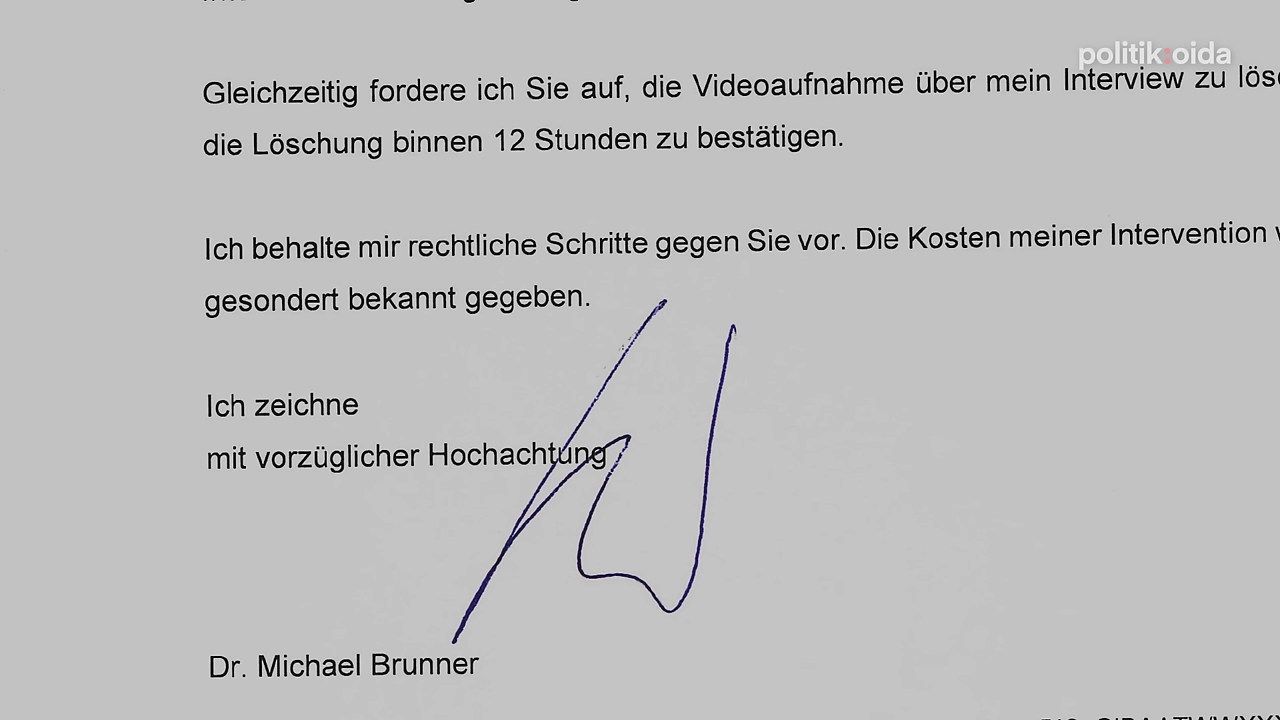 politik:oida
Gleichzeitig fordere ich Sie auf, die Videoaufnahme über mein Interview zu lös
die Löschung binnen 12 Stunden zu bestätigen.
Ich behalte mir rechtliche Schritte gegen Sie vor. Die Kosten meiner Intervention
gesondert bekannt gegeben.
Ich zeichne
mit vorzüglicher Hochachtung
Dr. Michael Brunner